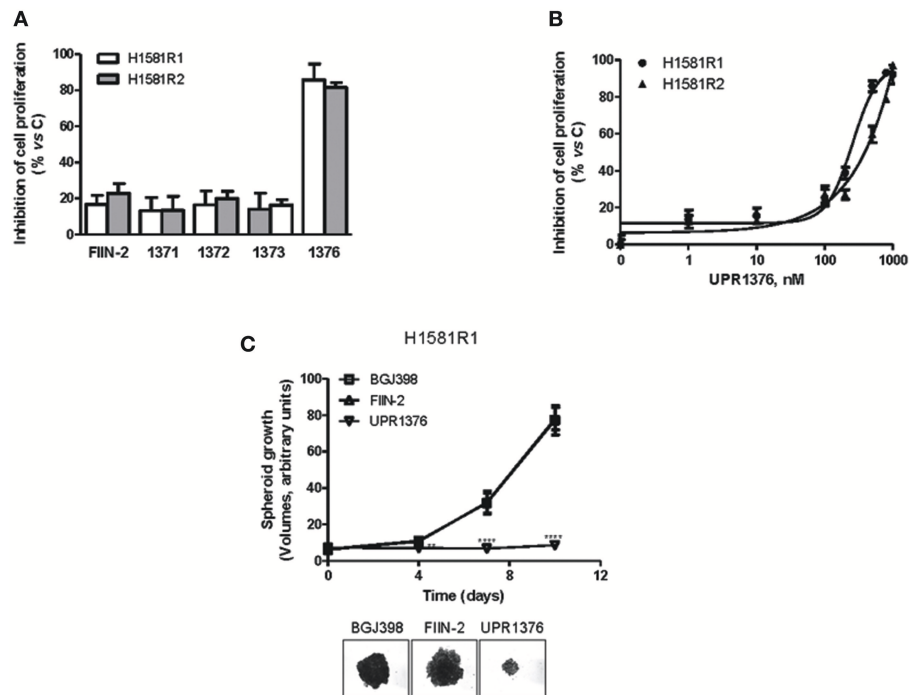 A
Inhibition of cell proliferation
(% vs C)
100
80
60
40
20
0
H1581R1
H1581R2
FIIN-2 1371 1372 1373 1376
B
Inhibition of cell proliferation
(% vs C)
100
80
60
40
20
0
H1581R1
H1581R2
0 1 10 100 1000
UPR1376, nM
C
H1581R1
Spheroid growth
(Volumes, arbitrary units)
100
80
60
40
20
0
BGJ398
FIIN-2
UPR1376
** **** ****
0 4 8 12
Time (days)
BGJ398 FIIN-2 UPR1376